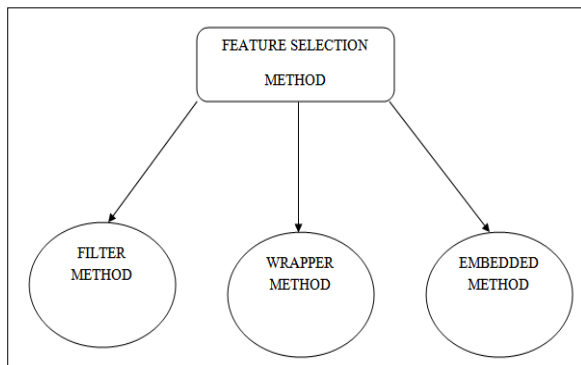 FEATURE SELECTION
METHOD
FILTER
METHOD
WRAPPER
METHOD
EMBEDDED
METHOD